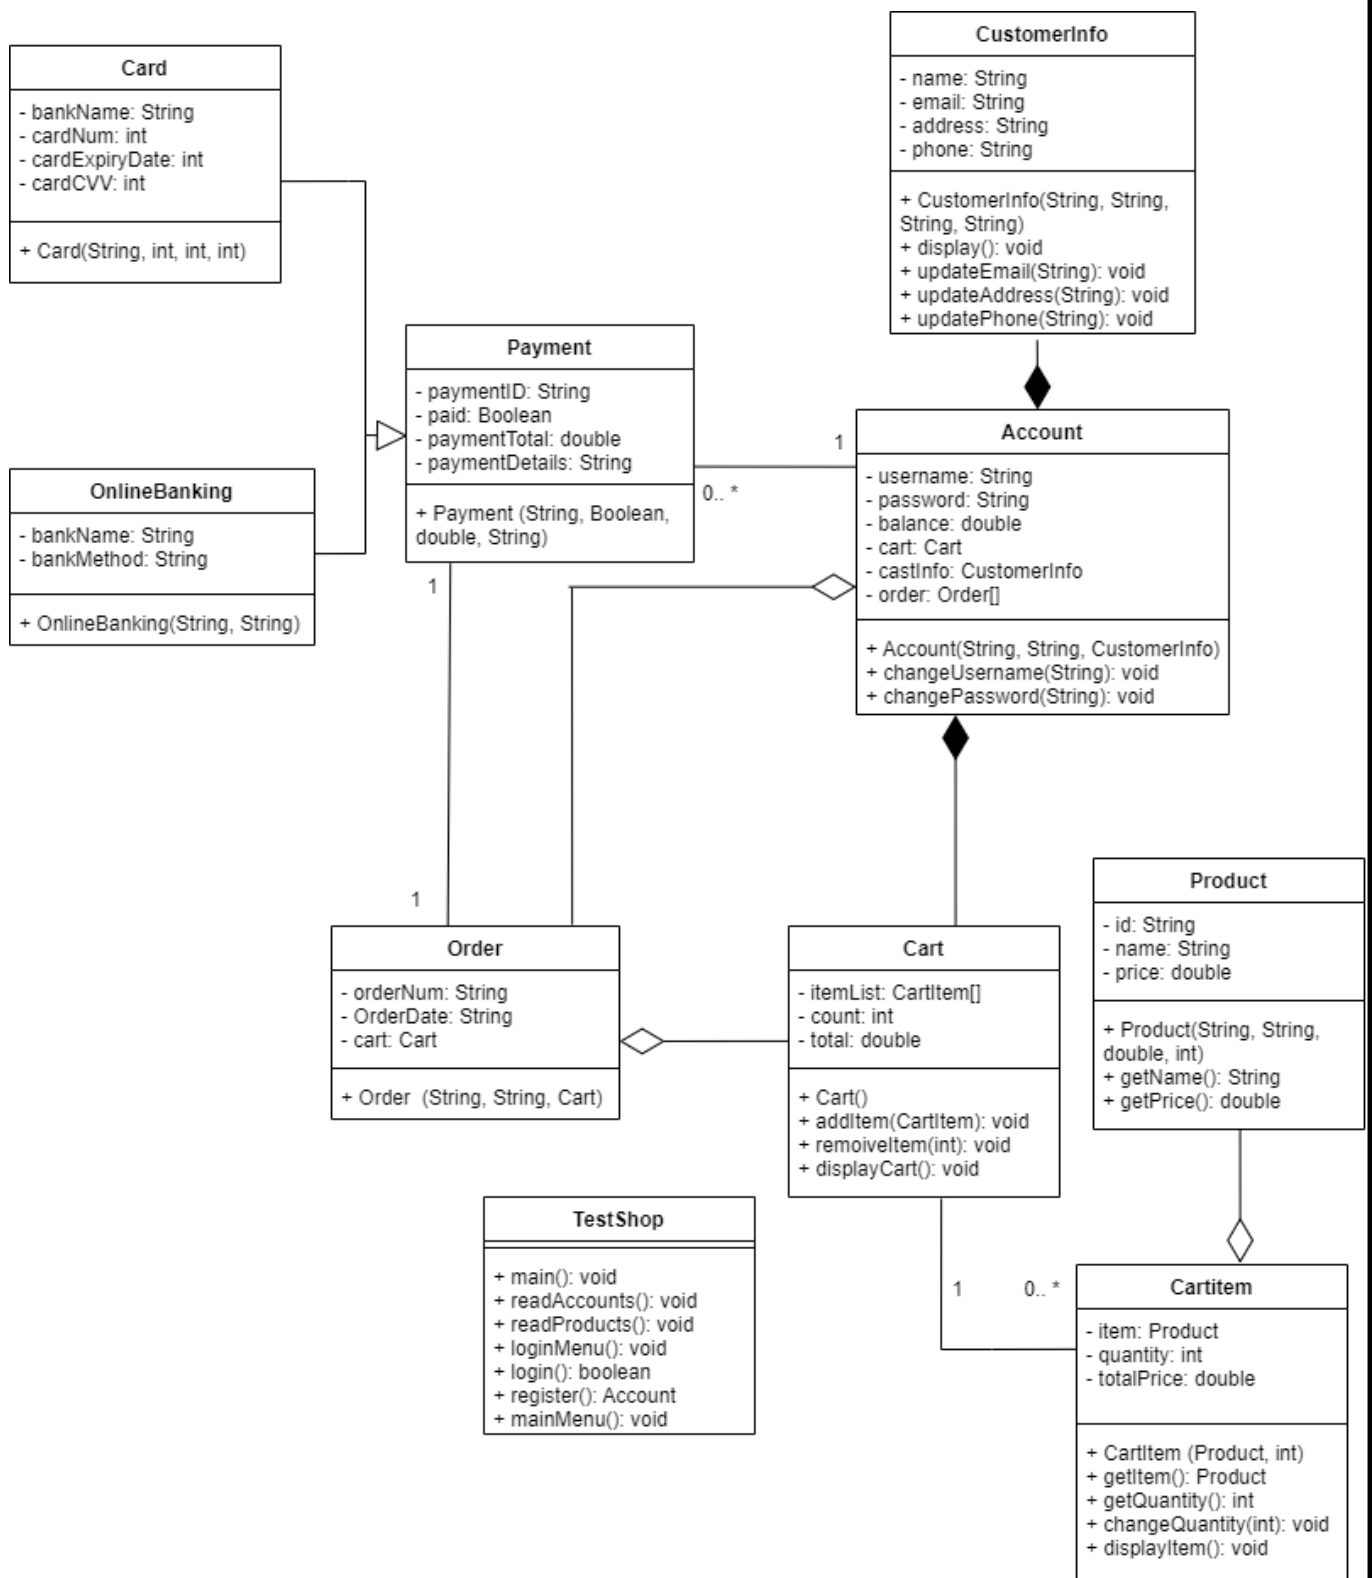 CustomerInfo
- name: String
- email: String
- address: String
- phone: String
+ CustomerInfo(String, String,
String, String)
+ display(): void
+ updateEmail(String): void
+ updateAddress(String): void
+ updatePhone(String): void
Card
- bankName: String
- cardNum: int
- cardExpiryDate: int
- cardCVV: int
+ Card(String, int, int, int)
Payment
- paymentID: String
- paid: Boolean
- paymentTotal: double
- paymentDetails: String
+ Payment (String, Boolean,
double, String)
1
0.. *
Account
- username: String
- password: String
- balance: double
- cart: Cart
- castInfo: CustomerInfo
- order: Order[]
+ Account(String, String, CustomerInfo)
+ changeUsername(String): void
+ changePassword(String): void
OnlineBanking
- bankName: String
- bankMethod: String
+ OnlineBanking(String, String)
1
1
Order
- orderNum: String
- OrderDate: String
- cart: Cart
+ Order (String, String, Cart)
Cart
- itemList: CartItem[]
- count: int
- total: double
+ Cart()
+ addItem(CartItem): void
+ remoiveItem(int): void
+ displayCart(): void
Product
- id: String
- name: String
- price: double
+ Product(String, String,
double, int)
+ getName(): String
+ getPrice(): double
TestShop
+ main(): void
+ readAccounts(): void
+ readProducts(): void
+ loginMenu(): void
+ login(): boolean
+ register(): Account
+ mainMenu(): void
1
0.. *
Cartitem
- item: Product
- quantity: int
- totalPrice: double
+ CartItem (Product, int)
+ getItem(): Product
+ getQuantity(): int
+ changeQuantity(int): void
+ displayItem(): void